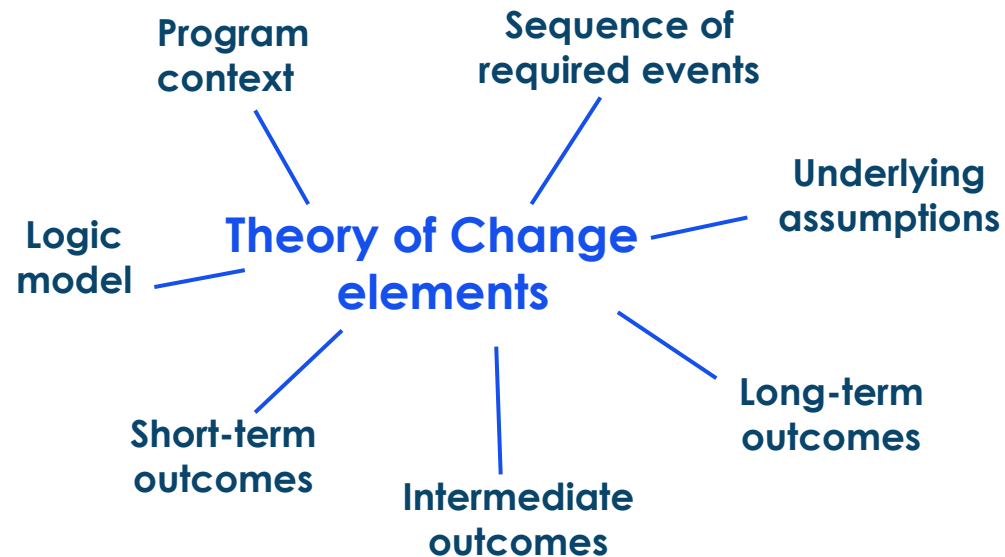 Program
context
Sequence of
required events
Underlying
assumptions
Logic
model
Theory of Change
elements
Short-term
outcomes
Intermediate
outcomes
Long-term
outcomes